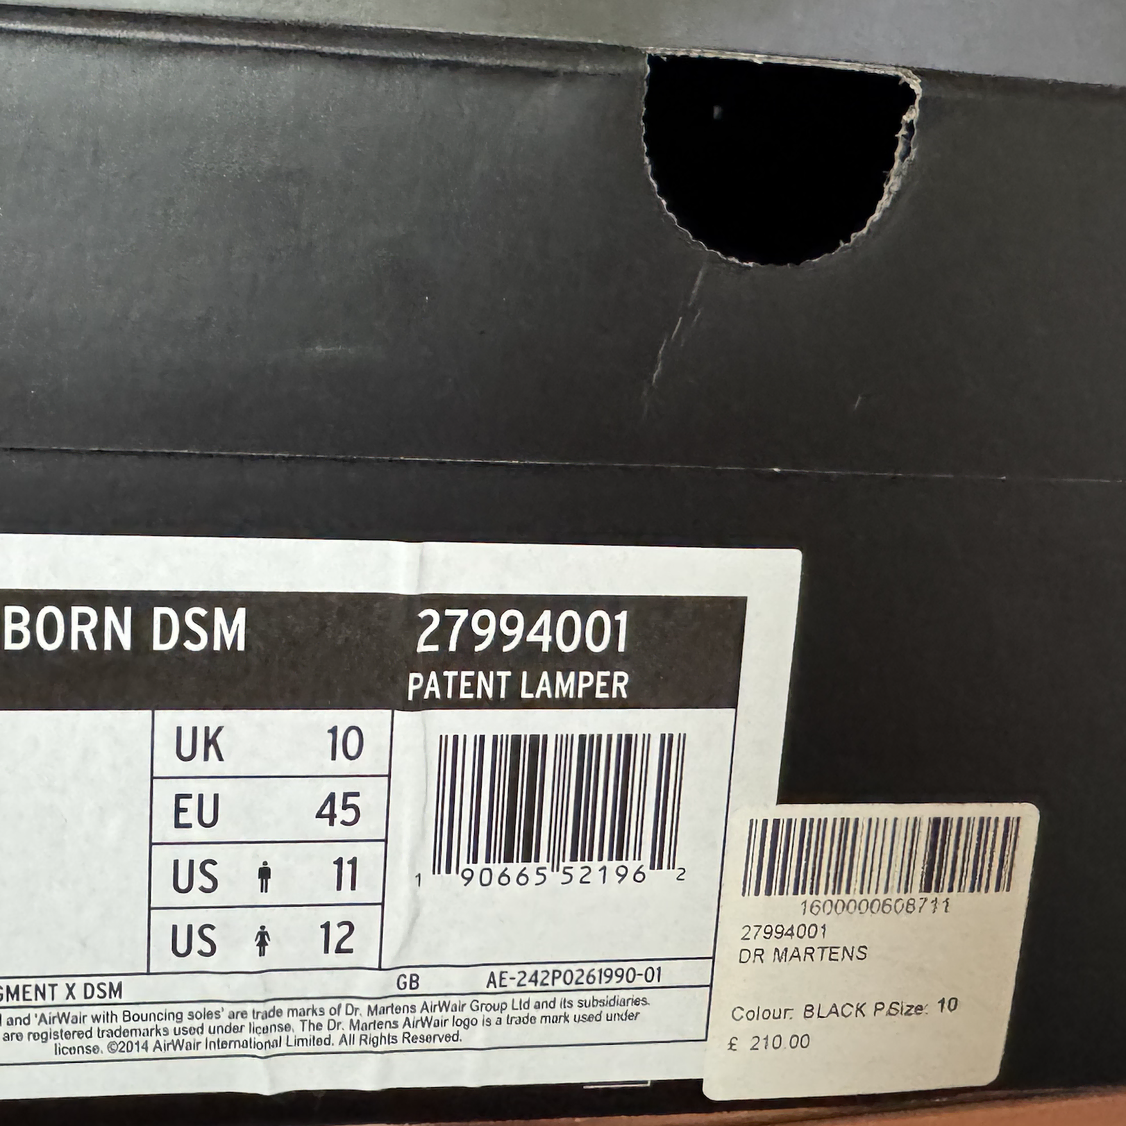 BORN DSM
27994001
PATENT LAMPER
UK 10
EU 45
US 11
US 12
1 90665 52196 2
GMENT X DSM
GB AE-242P0261990-01
l and 'AirWair with Bouncing soles' are trade marks of Dr. Martens AirWair Group Ltd and its subsidiaries.
are registered trademarks used under license. The Dr. Martens AirWair logo is a trade mark used under
license. ©2014 AirWair International Limited. All Rights Reserved.
1600000608711
27994001
DR MARTENS
Colour: BLACK P.Size: 10
£ 210.00